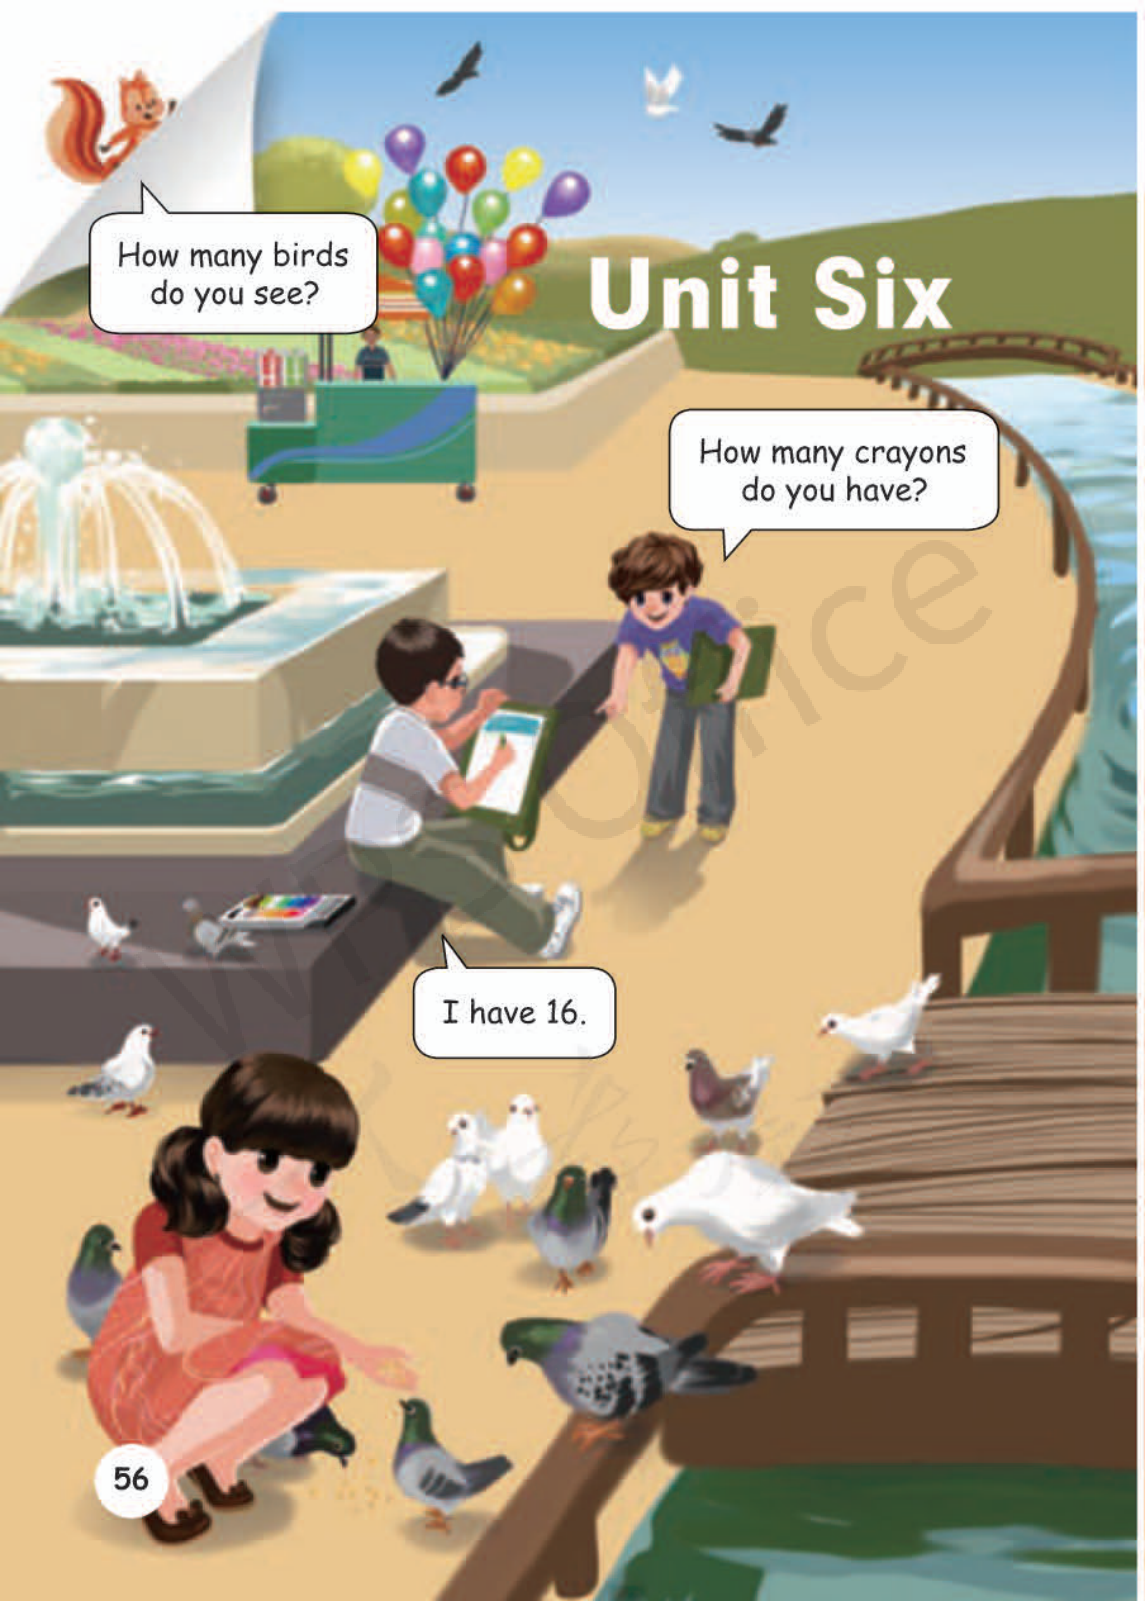 How many birds
do you see?
Unit Six
How many crayons
do you have?
I have 16.
56